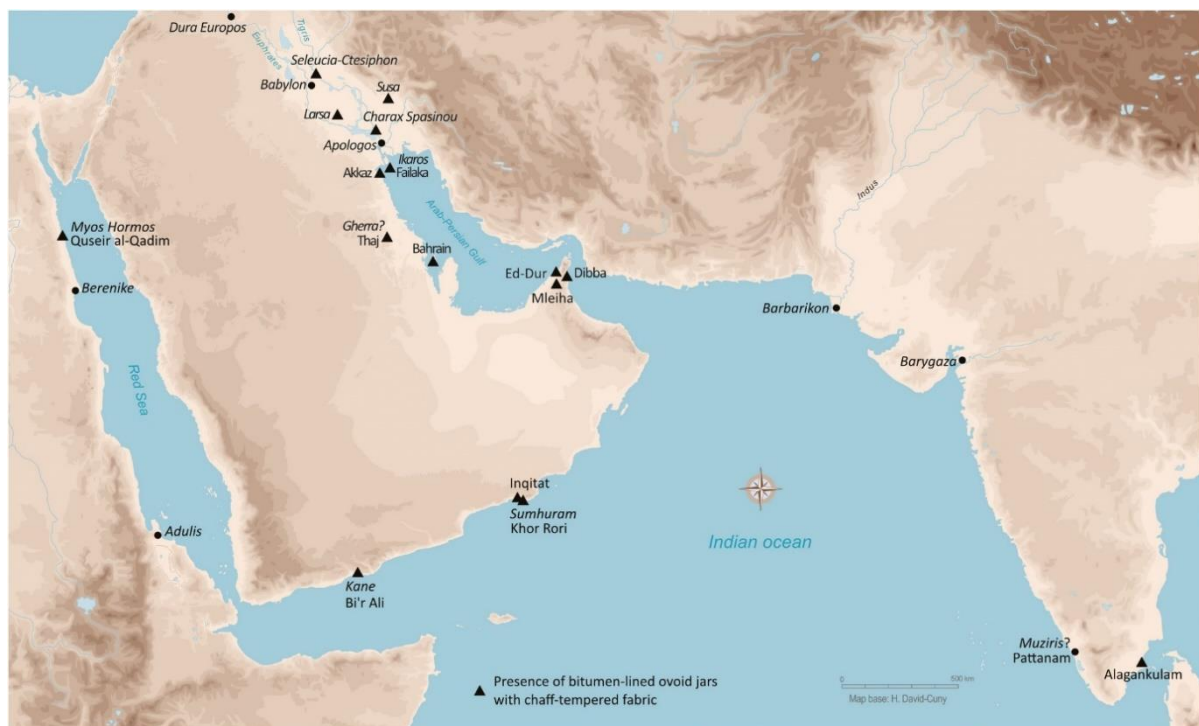 Dura Europos
Tigris
Euphrates
Seleucia-Ctesiphon
Babylon
Susa
Larsa
Charax Spasinou
Apologos
Ikaros
Failaka
Akkaz
Arab-Persian Gulf
Gherra?
Thaj
Bahrain
Myos Hormos
Quseir al-Qadim
Berenike
Ed-Dur
Dibba
Mleiha
Indus
Barbarikon
Barygaza
Red Sea
Inqitat
Sumhuram
Khor Rori
Indian ocean
Adulis
Kane
Bi'r Ali
Muziris?
Pattanam
Alagankulam
Presence of bitumen-lined ovoid jars
with chaff-tempered fabric
0 500 km
Map base: H. David-Cuny